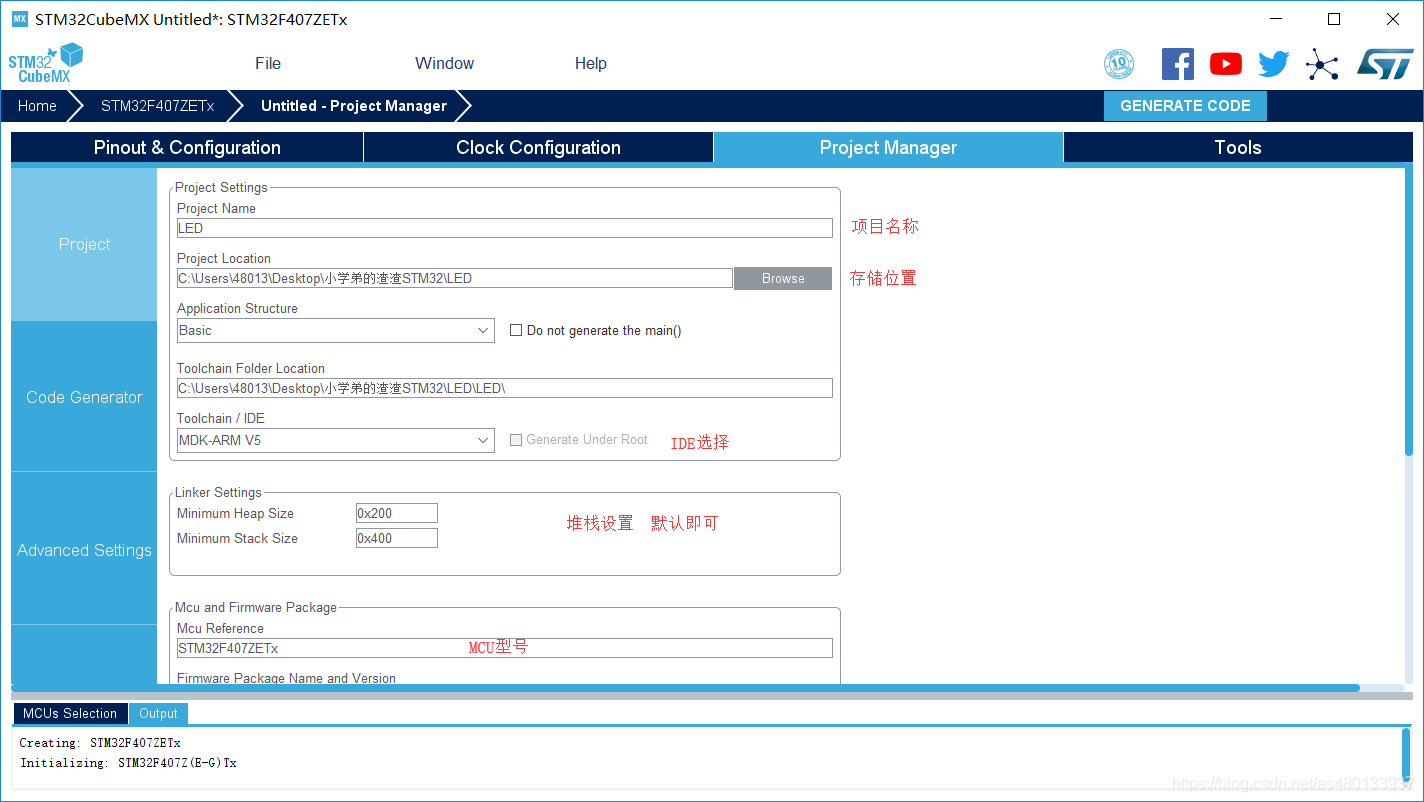 MX STM32CubeMX Untitled*: STM32F407ZETx
STM32 CubeMX
File Window Help
10
Home STM32F407ZETx Untitled - Project Manager GENERATE CODE
Pinout & Configuration Clock Configuration Project Manager Tools
Project
Code Generator
Advanced Settings
Project Settings
Project Name
LED 项目名称
Project Location
C:\Users\48013\Desktop\小学弟的渣渣STM32\LED Browse 存储位置
Application Structure
Basic Do not generate the main()
Toolchain Folder Location
C:\Users\48013\Desktop\小学弟的渣渣STM32\LED\LED\
Toolchain / IDE
MDK-ARM V5 Generate Under Root IDE选择
Linker Settings
Minimum Heap Size 0x200 堆栈设置 默认即可
Minimum Stack Size 0x400
Mcu and Firmware Package
Mcu Reference
STM32F407ZETx MCU型号
Firmware Package Name and Version
MCUs Selection Output
Creating: STM32F407ZETx
Initializing: STM32F407Z(E-G)Tx
https://blog.csdn.net/as480133937